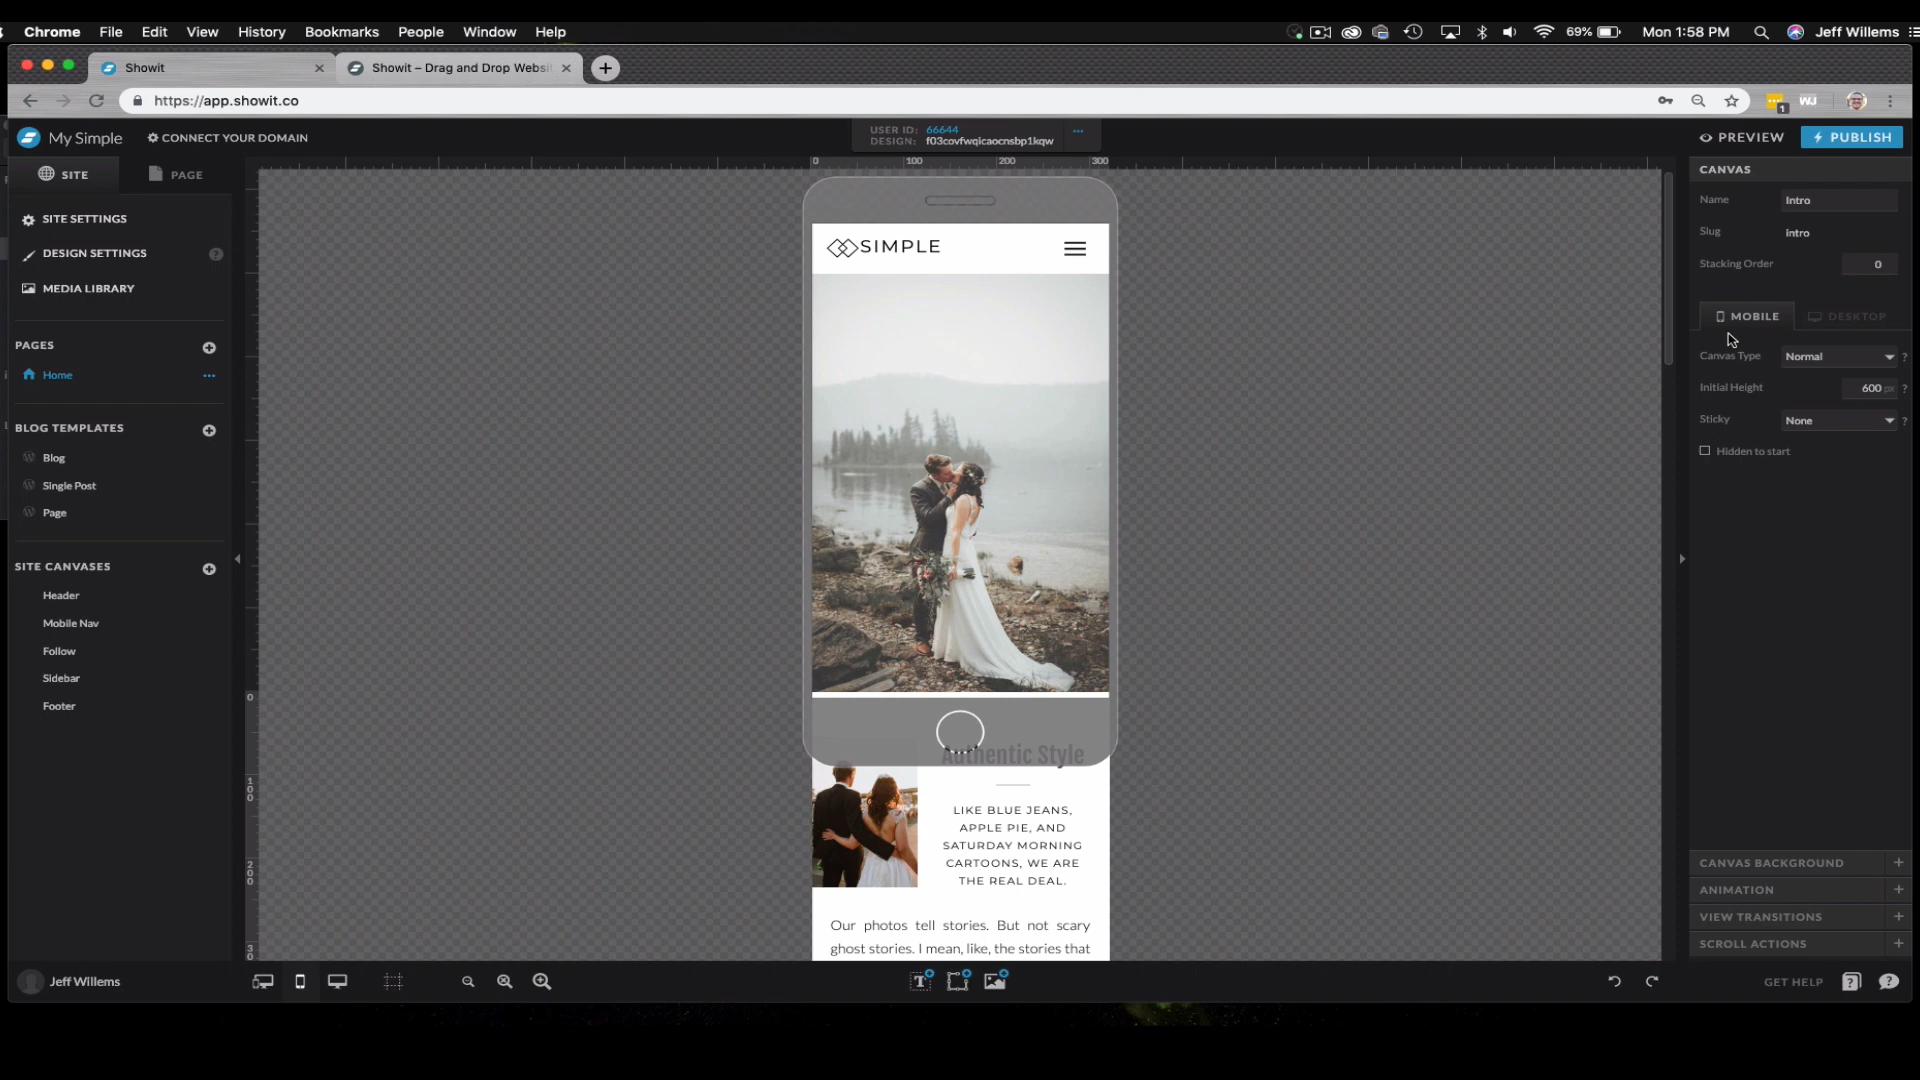 Chrome File Edit View History Bookmarks People Window Help 69% Mon 1:58 PM Jeff Willems
Showit
Showit – Drag and Drop Websi
https://app.showit.co
WJ
1
My Simple
CONNECT YOUR DOMAIN
USER ID: 66644
DESIGN: f03covfwqicaocnsbp1kqw
PREVIEW
PUBLISH
SITE
PAGE
0 100 200 300
SITE SETTINGS
DESIGN SETTINGS ?
MEDIA LIBRARY
PAGES
Home
BLOG TEMPLATES
Blog
Single Post
Page
SITE CANVASES
Header
Mobile Nav
Follow
Sidebar
Footer
0
100
200
3
SIMPLE
Authentic Style
LIKE BLUE JEANS,
APPLE PIE, AND
SATURDAY MORNING
CARTOONS, WE ARE
THE REAL DEAL.
Our photos tell stories. But not scary
ghost stories. I mean, like, the stories that
CANVAS
Name Intro
Slug intro
Stacking Order 0
MOBILE
DESKTOP
Canvas Type Normal ?
Initial Height 600 px ?
Sticky None ?
Hidden to start
CANVAS BACKGROUND +
ANIMATION +
VIEW TRANSITIONS +
SCROLL ACTIONS +
Jeff Willems
T
GET HELP ? ?